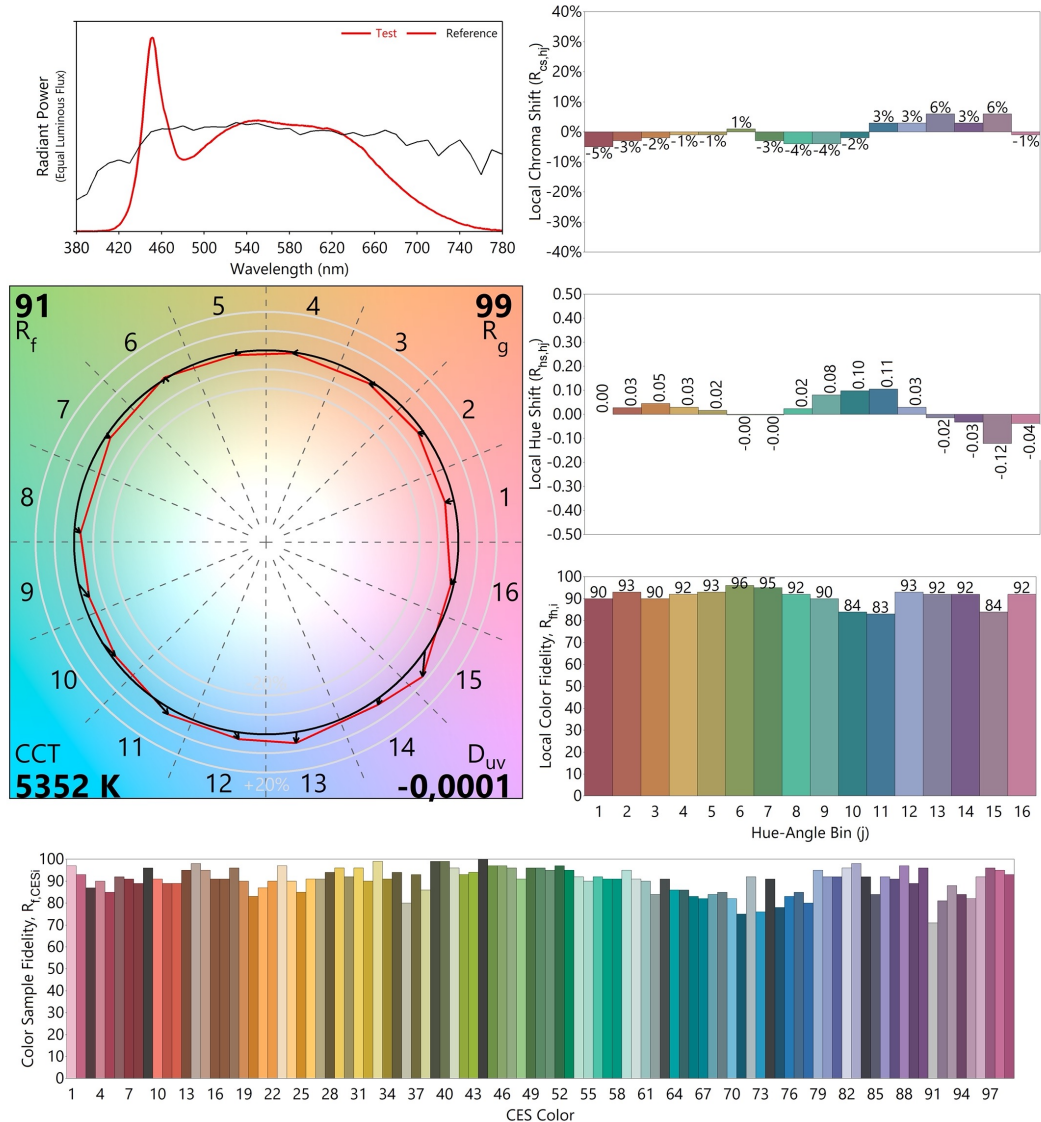 Test Reference
Radiant Power
(Equal Luminous Flux)
380 420 460 500 540 580 620 660 700 740 780
Wavelength (nm)
Local Chroma Shift (Rcs,hj)
40%
30%
20%
10%
0%
-10%
-20%
-30%
-40%
-5% -3% -2% -1% -1% 1% -3% -4% -4% -2% 3% 3% 6% 3% 6% -1%
91
Rf
99
Rg
5 4
6 3
7 2
8 1
9 16
10 15
11 14
12 13
+20%
CCT
5352 K
Duv
-0,0001
Local Hue Shift (Rhs,hj)
0.50
0.40
0.30
0.20
0.10
0.00
-0.10
-0.20
-0.30
-0.40
-0.50
0.00 0.03 0.05 0.03 0.02 -0.00 -0.00 0.02 0.08 0.10 0.11 0.03 -0.02 -0.03 -0.12 -0.04
Local Color Fidelity, Rfh,i
100
90
80
70
60
50
40
30
20
10
0
90 93 90 92 93 96 95 92 90 84 83 93 92 92 84 92
1 2 3 4 5 6 7 8 9 10 11 12 13 14 15 16
Hue-Angle Bin (j)
Color Sample Fidelity, Rf,CESi
100
90
80
70
60
50
40
30
20
10
0
1 4 7 10 13 16 19 22 25 28 31 34 37 40 43 46 49 52 55 58 61 64 67 70 73 76 79 82 85 88 91 94 97
CES Color